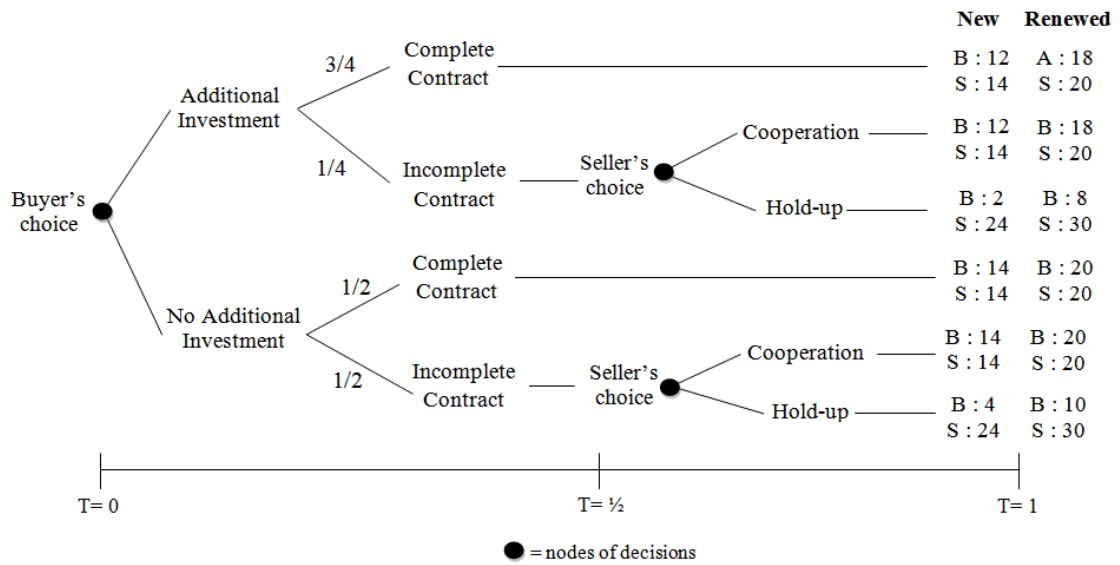 New Renewed
3/4 Complete Contract B : 12 A : 18
S : 14 S : 20
Additional
Investment
Cooperation B : 12 B : 18
S : 14 S : 20
1/4 Incomplete Contract Seller's choice
Hold-up B : 2 B : 8
S : 24 S : 30
Buyer's
choice
1/2 Complete Contract B : 14 B : 20
S : 14 S : 20
No Additional
Investment
Cooperation B : 14 B : 20
S : 14 S : 20
1/2 Incomplete Contract Seller's choice
Hold-up B : 4 B : 10
S : 24 S : 30
T= 0 T= ½ T= 1
= nodes of decisions